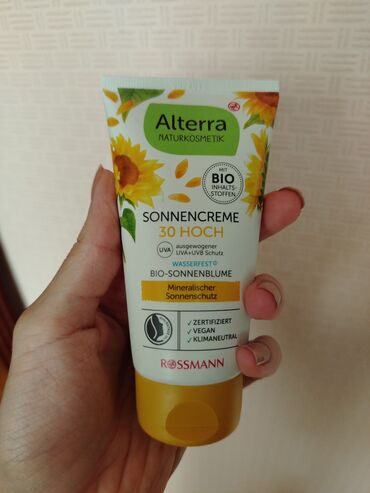 Alterra
NATURKOSMETIK
MIT
BIO
INHALTS-
STOFFEN
SONNENCREME
30 HOCH
UVA
ausgewogener
UVA+UVB Schutz
WASSERFEST
BIO-SONNENBLUME
Mineralischer
Sonnenschutz
✓ ZERTIFIZIERT
✓ VEGAN
✓ KLIMANEUTRAL
ROSSMANN